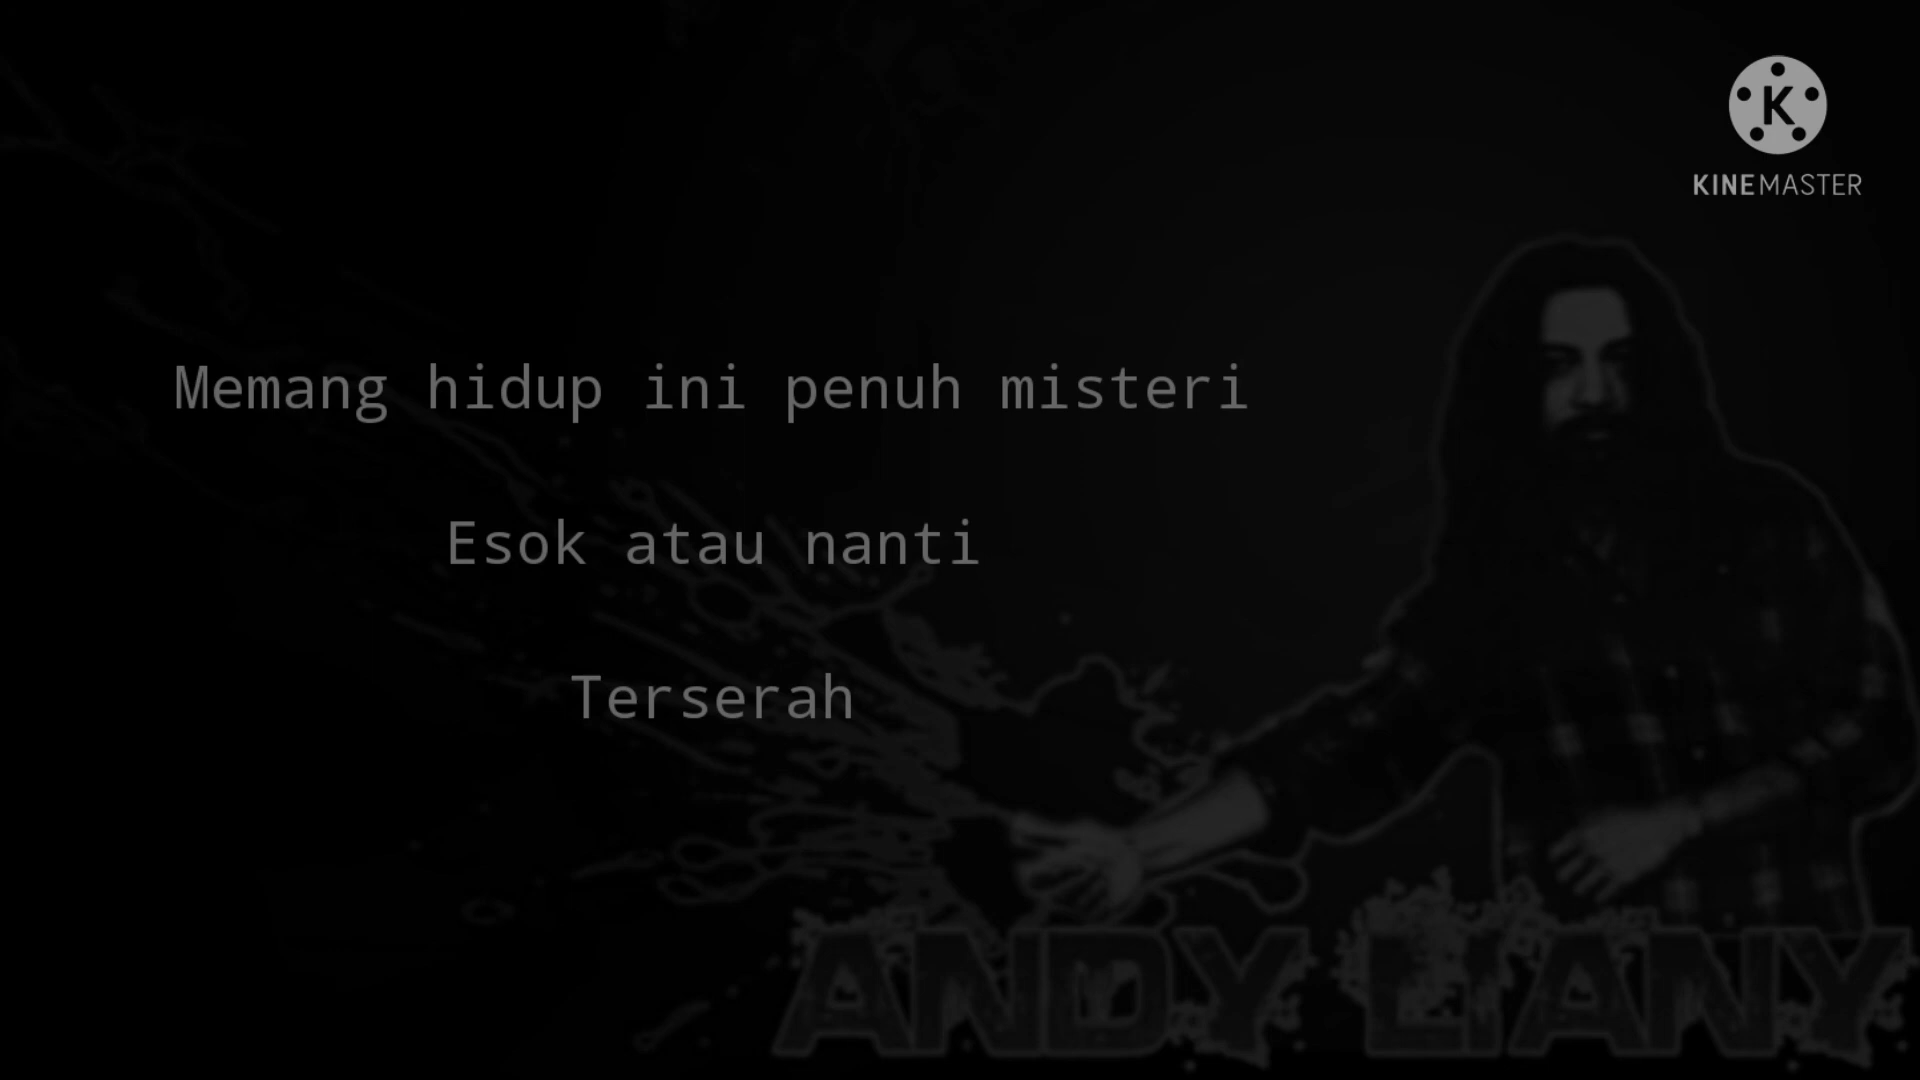 K
KINEMASTER
Memang hidup ini penuh misteri
Esok atau nanti
Terserah
ANDY LIANY